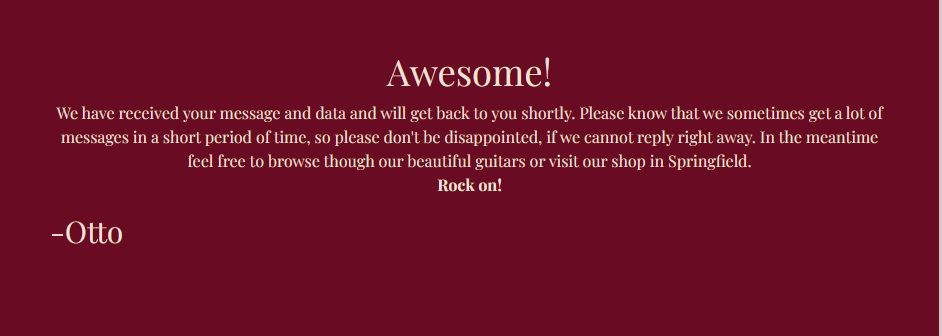 Awesome!
We have received your message and data and will get back to you shortly. Please know that we sometimes get a lot of
messages in a short period of time, so please don't be disappointed, if we cannot reply right away. In the meantime
feel free to browse though our beautiful guitars or visit our shop in Springfield.
Rock on!
-Otto